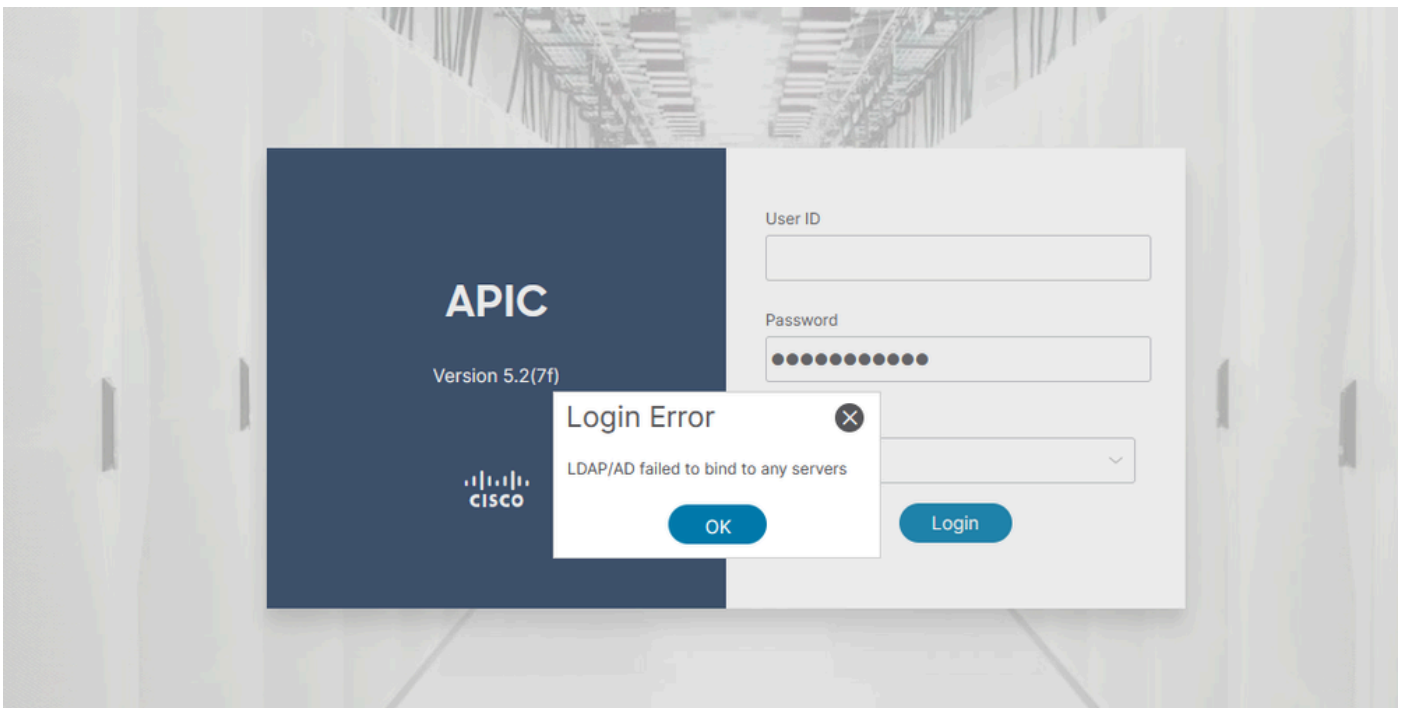 APIC
Version 5.2(7f)
CISCO
User ID
Password
Login Error
LDAP/AD failed to bind to any servers
OK
Login